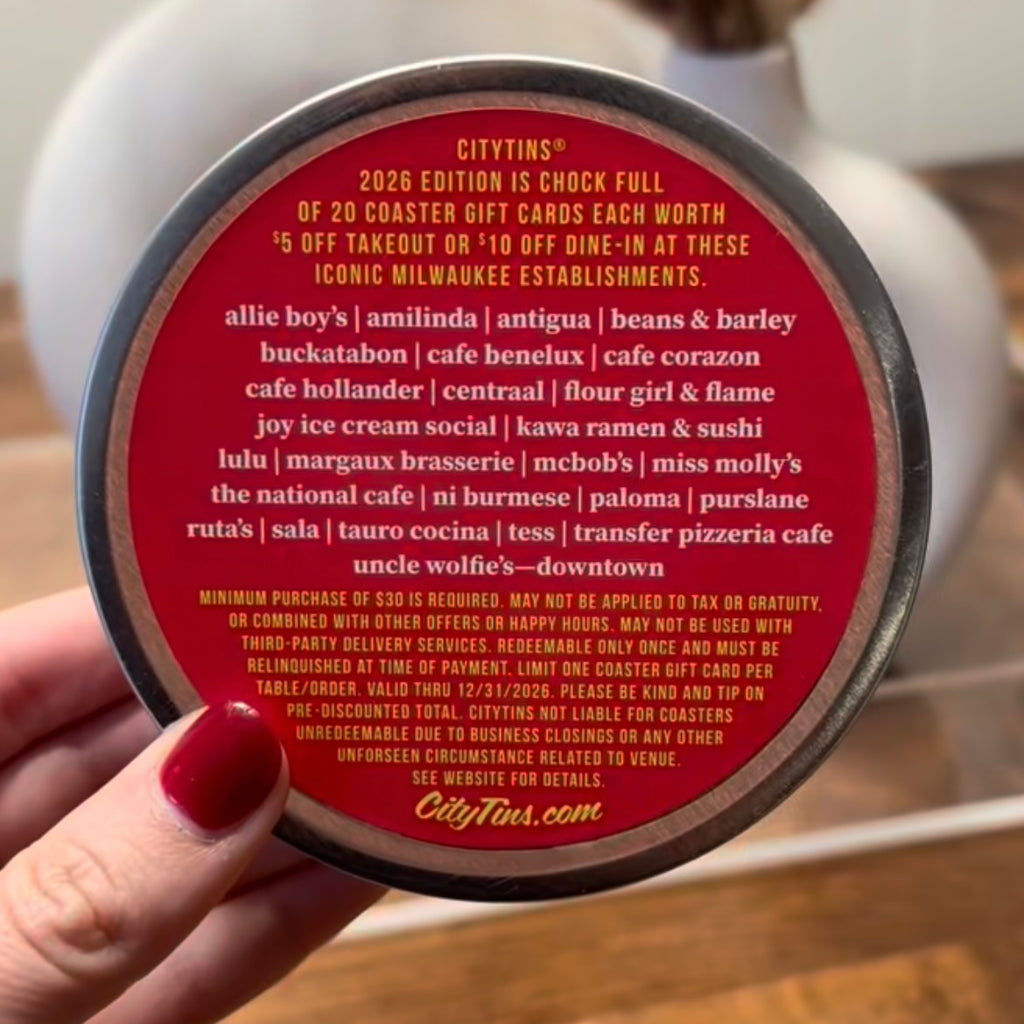 CITYTINS®
2026 EDITION IS CHOCK FULL
OF 20 COASTER GIFT CARDS EACH WORTH
$5 OFF TAKEOUT OR $10 OFF DINE-IN AT THESE
ICONIC MILWAUKEE ESTABLISHMENTS.
allie boy's | amilinda | antigua | beans & barley
buckatabon | cafe benelux | cafe corazon
cafe hollander | centraal | flour girl & flame
joy ice cream social | kawa ramen & sushi
lulu | margaux brasserie | mcbob's | miss molly's
the national cafe | ni burmese | paloma | purslane
ruta's | sala | tauro cocina | tess | transfer pizzeria cafe
uncle wolfie's—downtown
MINIMUM PURCHASE OF $30 IS REQUIRED. MAY NOT BE APPLIED TO TAX OR GRATUITY,
OR COMBINED WITH OTHER OFFERS OR HAPPY HOURS. MAY NOT BE USED WITH
THIRD-PARTY DELIVERY SERVICES. REDEEMABLE ONLY ONCE AND MUST BE
RELINQUISHED AT TIME OF PAYMENT. LIMIT ONE COASTER GIFT CARD PER
TABLE/ORDER. VALID THRU 12/31/2026. PLEASE BE KIND AND TIP ON
PRE-DISCOUNTED TOTAL. CITYTINS NOT LIABLE FOR COASTERS
UNREDEEMABLE DUE TO BUSINESS CLOSINGS OR ANY OTHER
UNFORSEEN CIRCUMSTANCE RELATED TO VENUE.
SEE WEBSITE FOR DETAILS.
CityTins.com